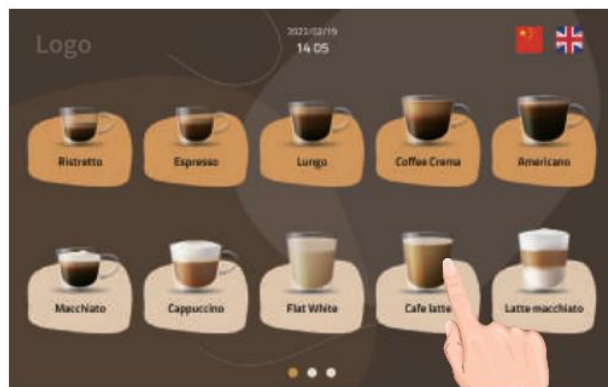 Logo
2022/02/19
14 05
Ristretto
Espresso
Lungo
Coffee Crema
Americano
Macchiato
Cappuccino
Flat White
Cafe latte
Latte macchiato